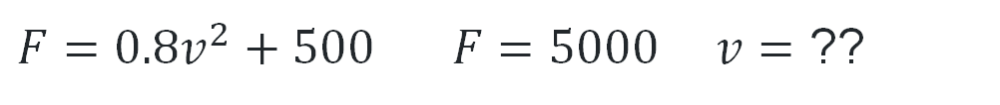 F = 0.8v² + 500 F = 5000 v = ??